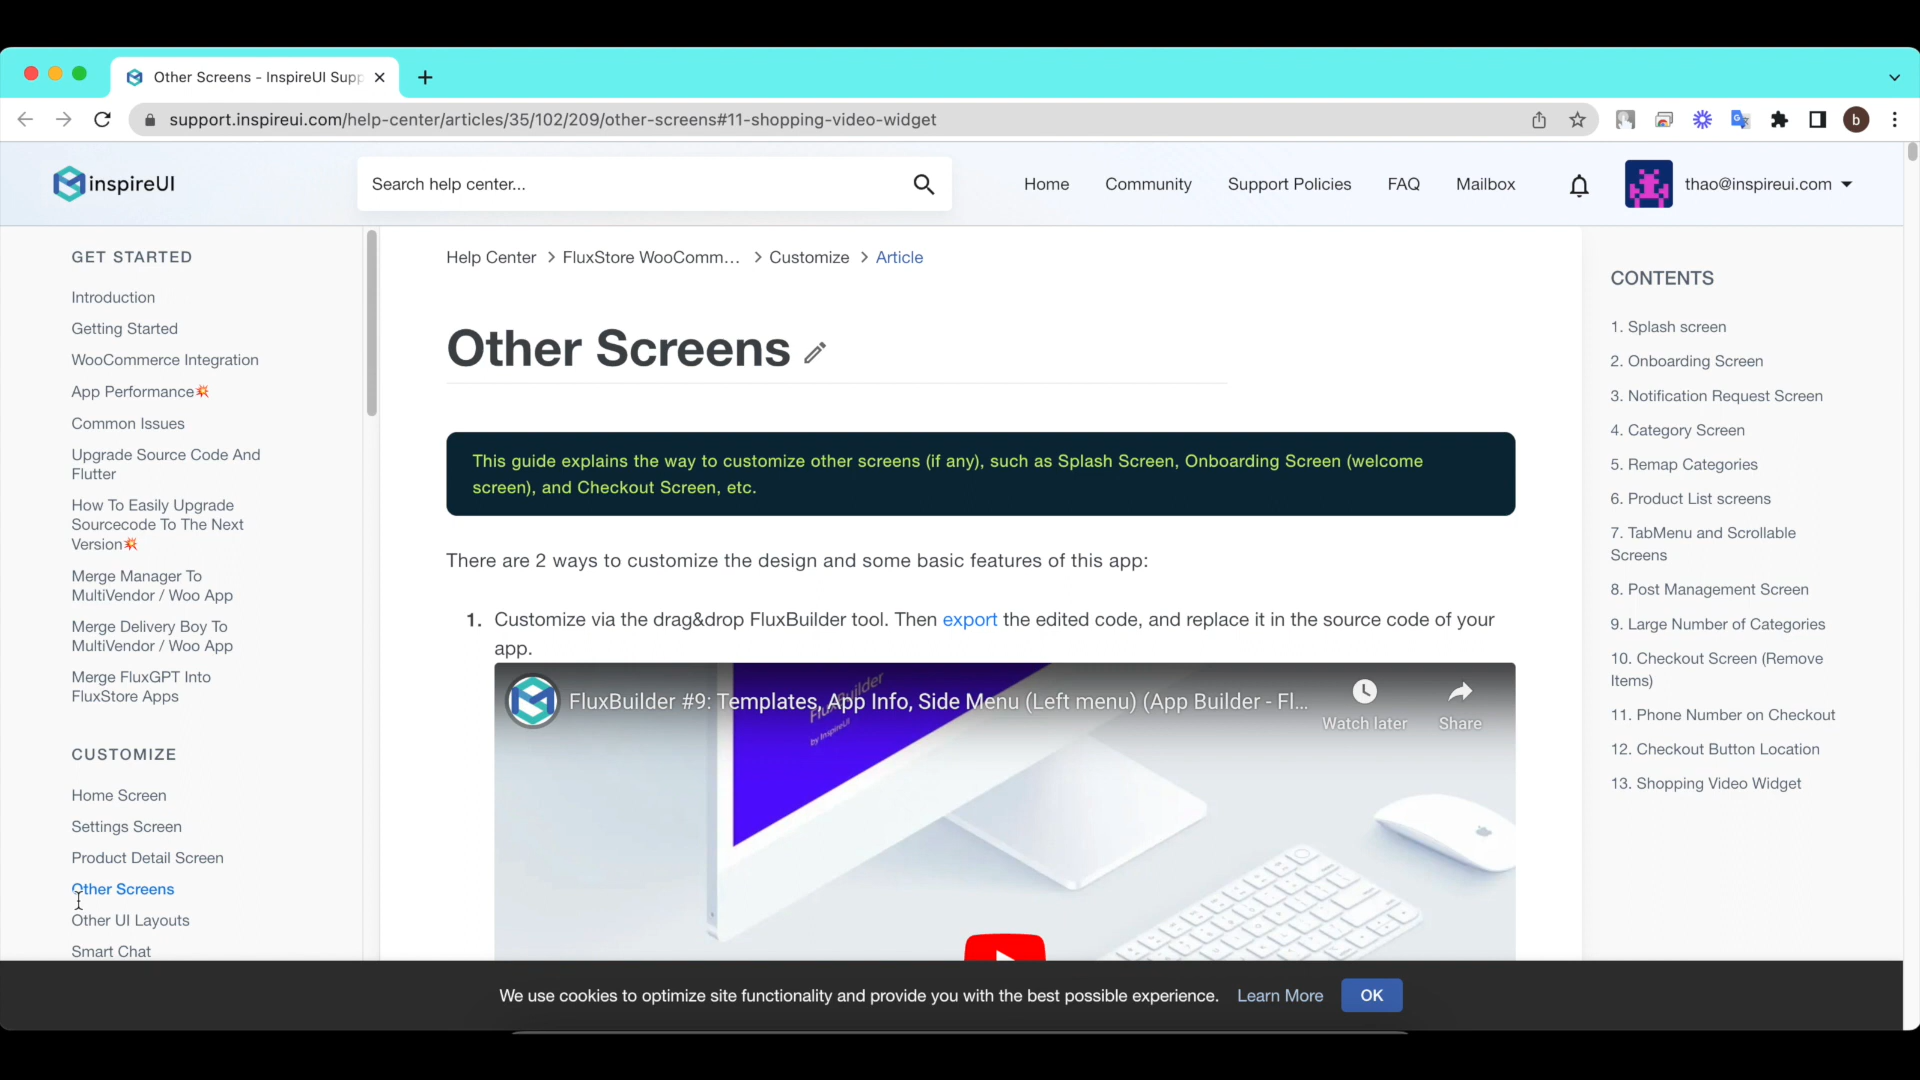 Other Screens - InspireUI Supp
support.inspireui.com/help-center/articles/35/102/209/other-screens#11-shopping-video-widget
b
inspireUI
Search help center...
Home
Community
Support Policies
FAQ
Mailbox
thao@inspireui.com
GET STARTED
Introduction
Getting Started
WooCommerce Integration
App Performance💥
Common Issues
Upgrade Source Code And
Flutter
How To Easily Upgrade
Sourcecode To The Next
Version💥
Merge Manager To
MultiVendor / Woo App
Merge Delivery Boy To
MultiVendor / Woo App
Merge FluxGPT Into
FluxStore Apps
CUSTOMIZE
Home Screen
Settings Screen
Product Detail Screen
Other Screens
Other UI Layouts
Smart Chat
Help Center > FluxStore WooComm... > Customize > Article
Other Screens
This guide explains the way to customize other screens (if any), such as Splash Screen, Onboarding Screen (welcome
screen), and Checkout Screen, etc.
There are 2 ways to customize the design and some basic features of this app:
1. Customize via the drag&drop FluxBuilder tool. Then export the edited code, and replace it in the source code of your
app.
FluxBuilder #9: Templates, App Info, Side Menu (Left menu) (App Builder - Fl...
Watch later
Share
FluxBuilder
by InspireUI
CONTENTS
1. Splash screen
2. Onboarding Screen
3. Notification Request Screen
4. Category Screen
5. Remap Categories
6. Product List screens
7. TabMenu and Scrollable
Screens
8. Post Management Screen
9. Large Number of Categories
10. Checkout Screen (Remove
Items)
11. Phone Number on Checkout
12. Checkout Button Location
13. Shopping Video Widget
We use cookies to optimize site functionality and provide you with the best possible experience. Learn More OK